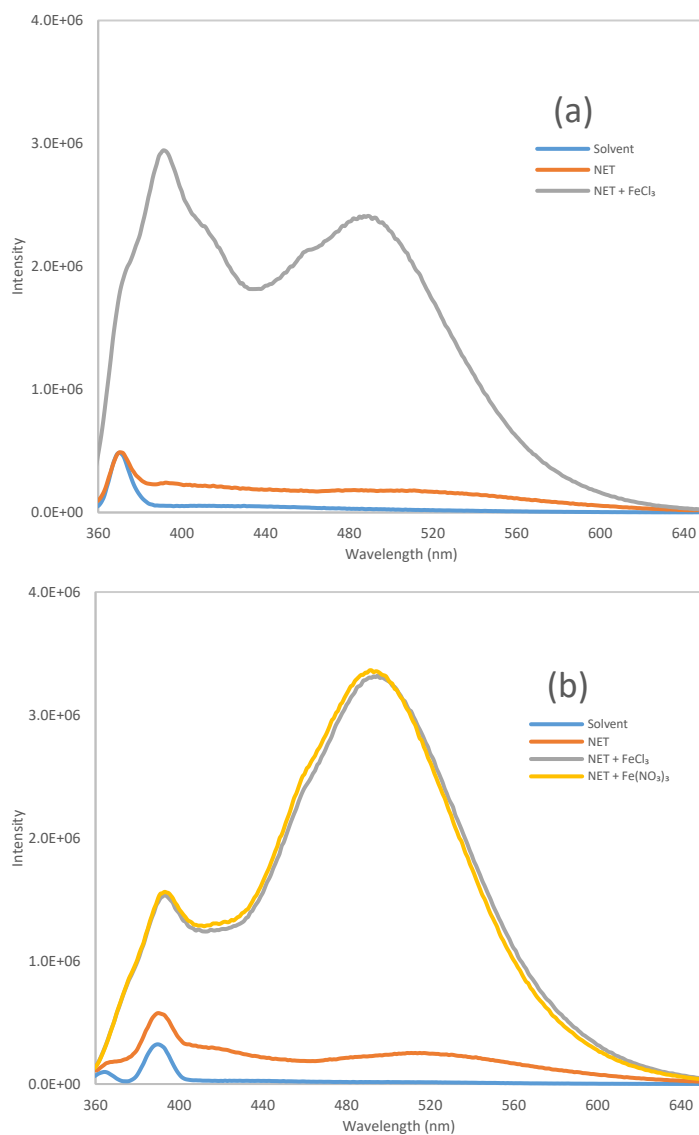 4.0E+06
(a)
3.0E+06
Solvent
NET
NET + FeCl₃
Intensity
2.0E+06
1.0E+06
0.0E+00
360 400 440 480 520 560 600 640
Wavelength (nm)
4.0E+06
(b)
3.0E+06
Solvent
NET
NET + FeCl₃
NET + Fe(NO₃)₃
Intensity
2.0E+06
1.0E+06
0.0E+00
360 400 440 480 520 560 600 640
Wavelength (nm)